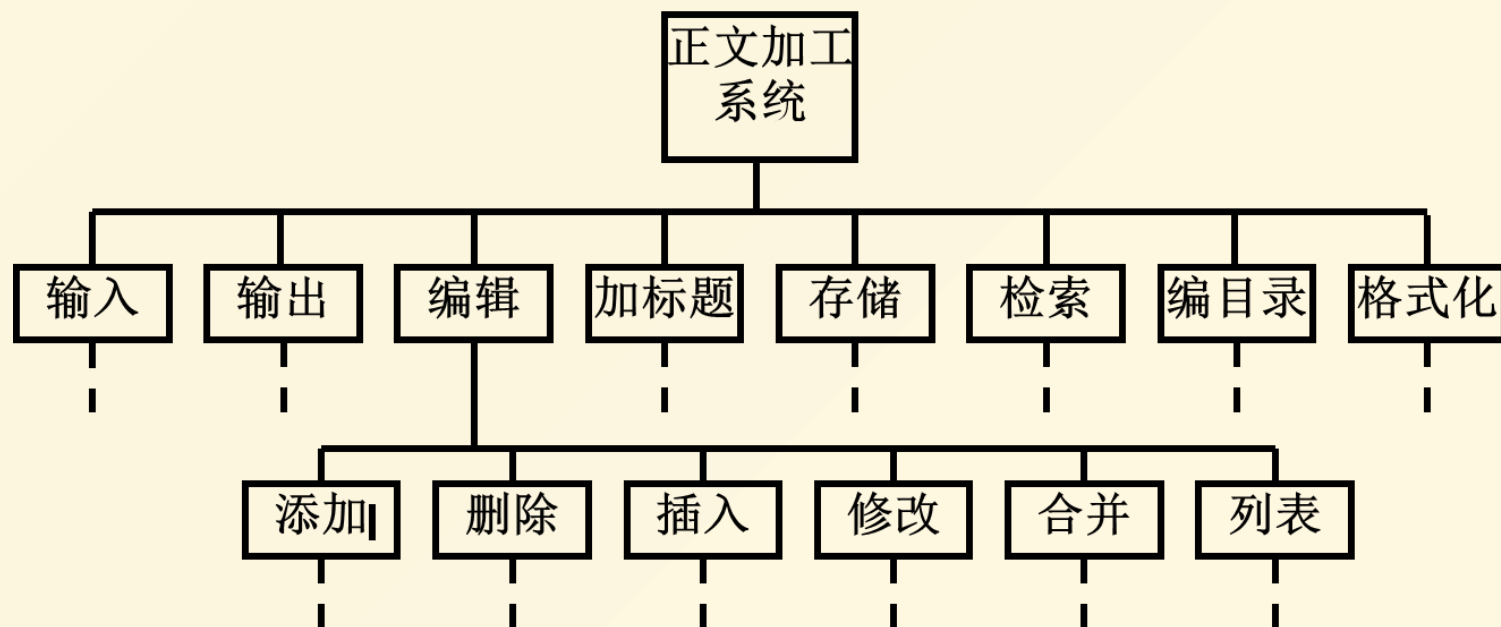 正文加工
系统
输入
输出
编辑
加标题
存储
检索
编目录
格式化
添加
删除
插入
修改
合并
列表